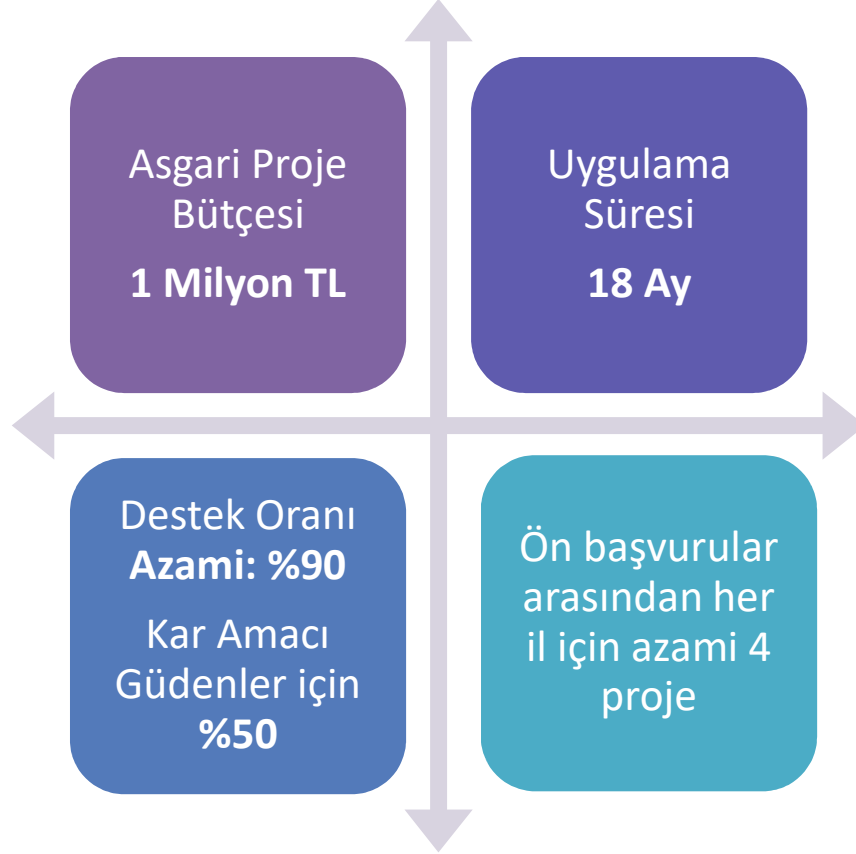 Asgari Proje
Bütçesi
1 Milyon TL
Uygulama
Süresi
18 Ay
Destek Oranı
Azami: %90
Kar Amacı
Güdenler için
%50
Ön başvurular
arasından her
il için azami 4
proje